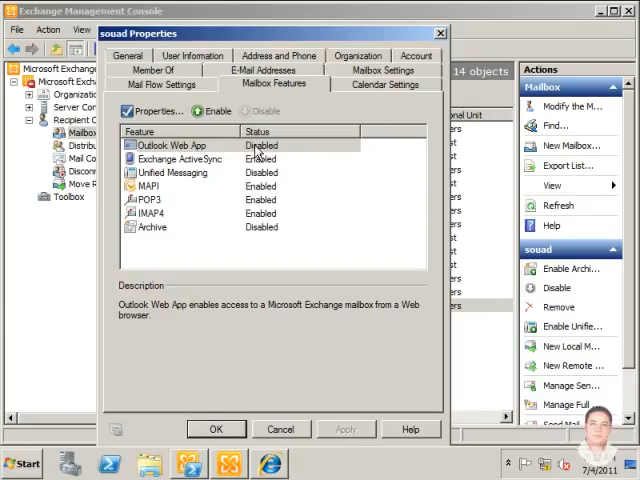 Exchange Management Console
File Action View
souad Properties
General User Information Address and Phone Organization Account
Member Of E-Mail Addresses Mailbox Settings
Mail Flow Settings Mailbox Features Calendar Settings
Properties... Enable Disable
Feature Status
Outlook Web App Disabled
Exchange ActiveSync Enabled
Unified Messaging Disabled
MAPI Enabled
POP3 Enabled
IMAP4 Enabled
Archive Disabled
Description
Outlook Web App enables access to a Microsoft Exchange mailbox from a Web
browser.
OK Cancel Apply Help
Microsoft Exchang
Microsoft Exchang
Organizatio
Server Con
Recipient C
Mailbox
Distribu
Mail Co
Disconn
Move R
Toolbox
14 objects
Actions
Mailbox
Modify the M...
Find...
New Mailbox...
Export List...
View
Refresh
Help
souad
Enable Archi...
Disable
Remove
Enable Unifie...
New Local M...
New Remote ...
Manage Sen...
Manage Full ...
Send Mail
Start
7/4/2011